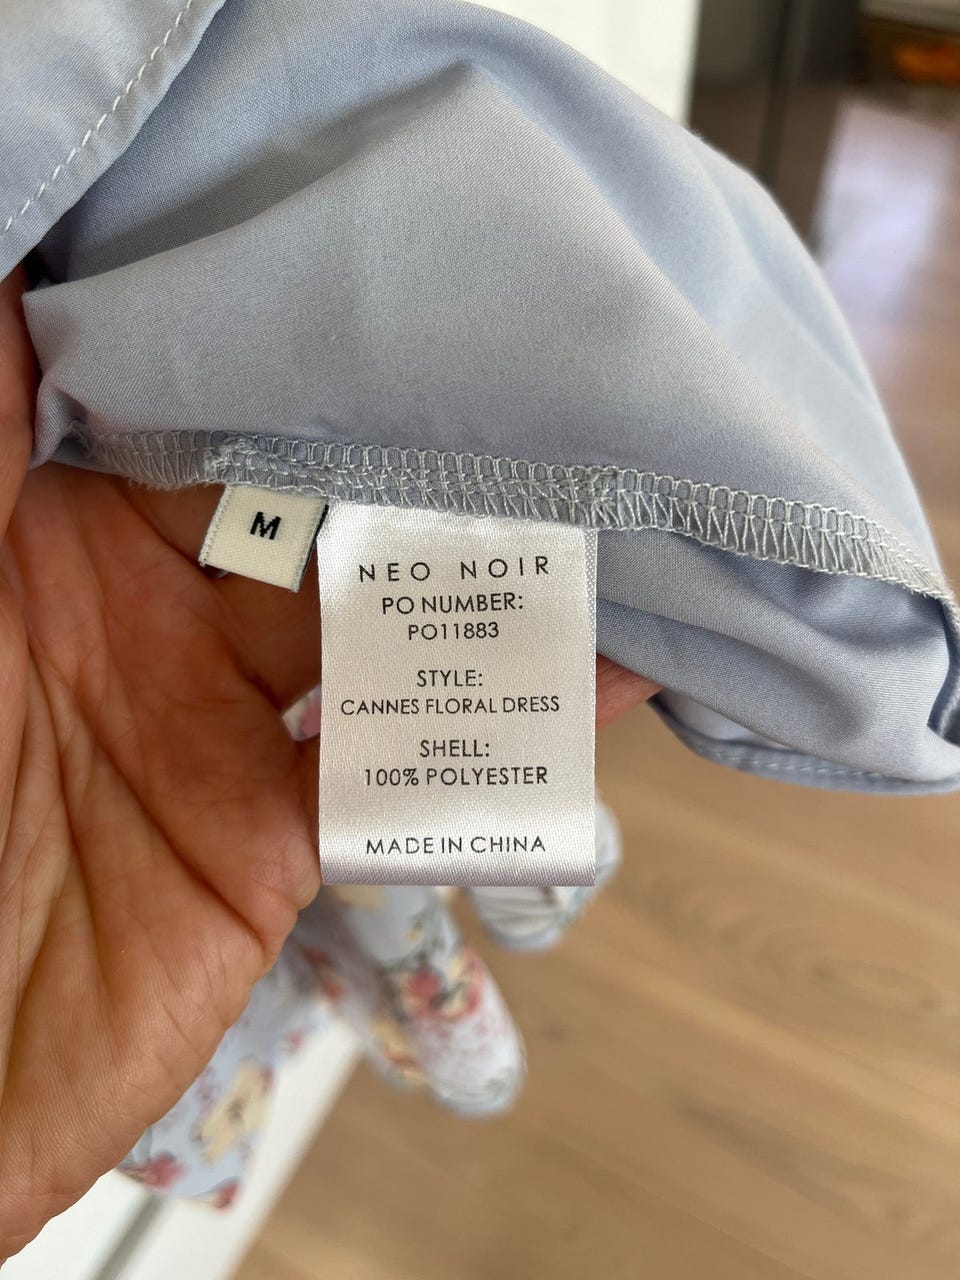 M
NEO NOIR
PO NUMBER:
PO11883
STYLE:
CANNES FLORAL DRESS
SHELL:
100% POLYESTER
MADE IN CHINA